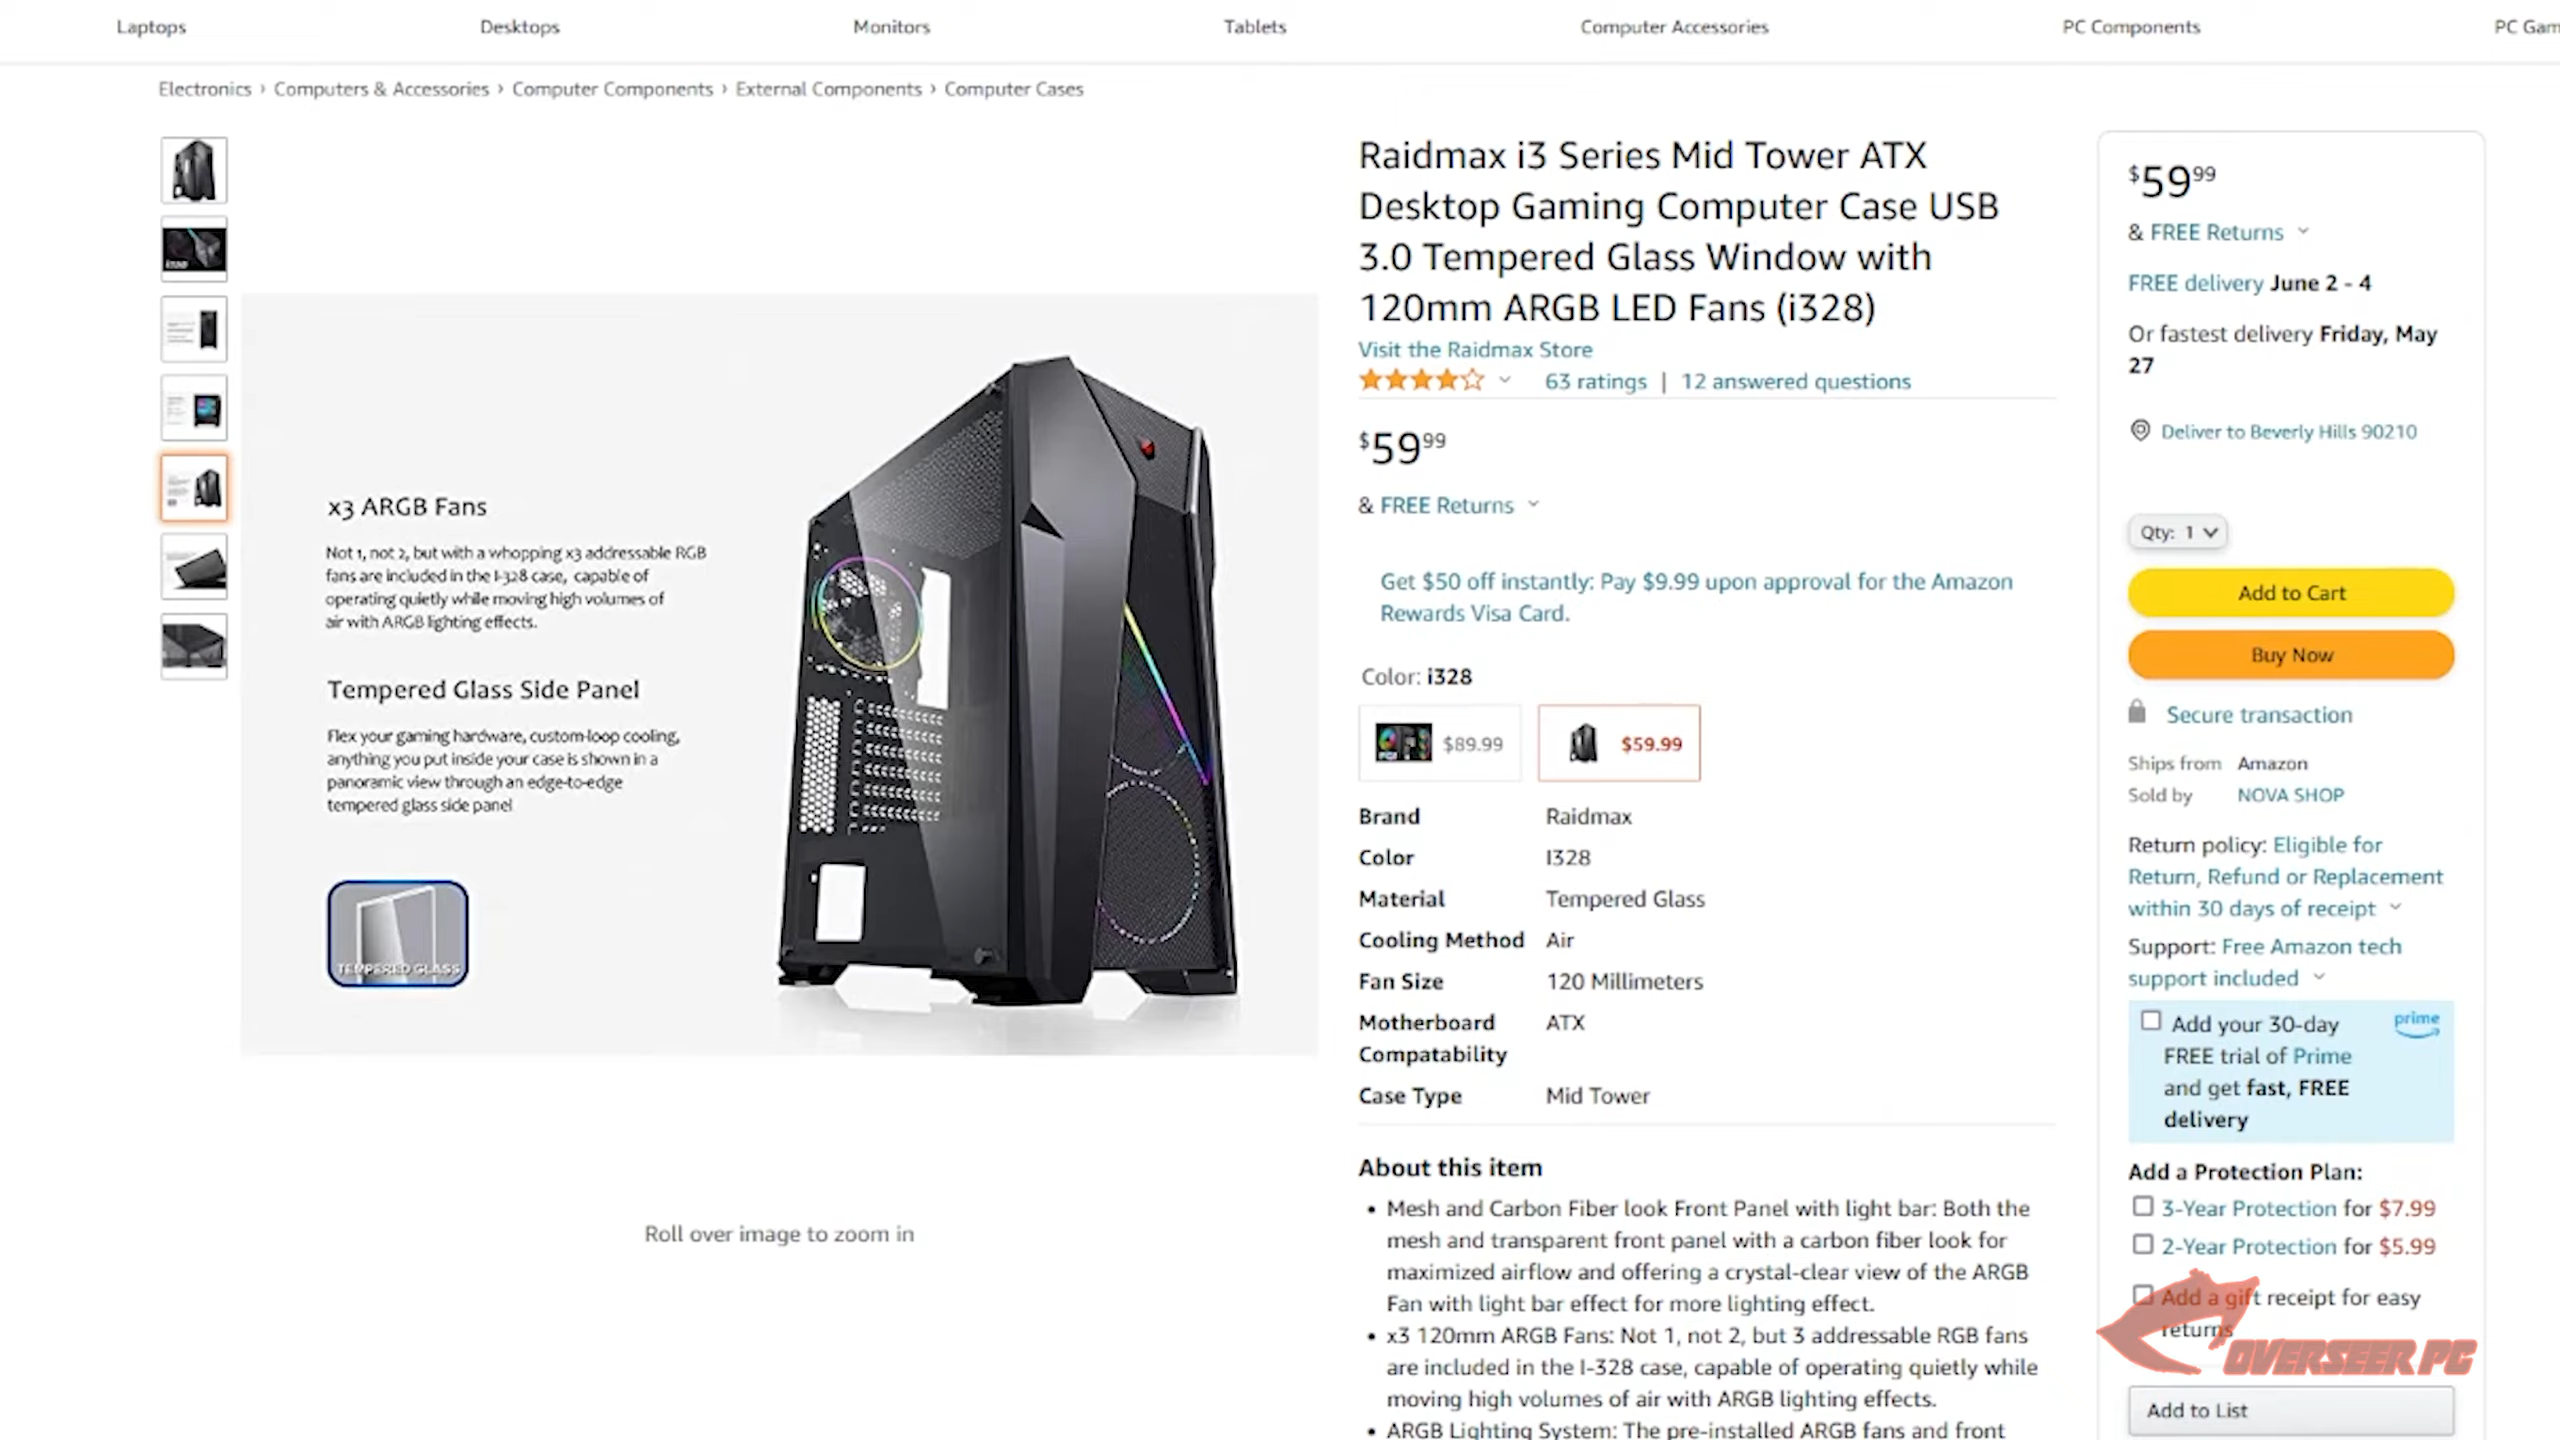 Laptops
Desktops
Monitors
Tablets
Computer Accessories
PC Components
PC Gam
Electronics › Computers & Accessories › Computer Components › External Components › Computer Cases
x3 ARGB Fans
Not 1, not 2, but with a whopping x3 addressable RGB
fans are included in the I-328 case, capable of
operating quietly while moving high volumes of
air with ARGB lighting effects.
Tempered Glass Side Panel
Flex your gaming hardware, custom-loop cooling,
anything you put inside your case is shown in a
panoramic view through an edge-to-edge
tempered glass side panel
TEMPERED GLASS
Roll over image to zoom in
Raidmax i3 Series Mid Tower ATX
Desktop Gaming Computer Case USB
3.0 Tempered Glass Window with
120mm ARGB LED Fans (i328)
Visit the Raidmax Store
63 ratings | 12 answered questions
$59 99
& FREE Returns
Get $50 off instantly: Pay $9.99 upon approval for the Amazon
Rewards Visa Card.
Color: i328
$89.99
$59.99
Brand Raidmax
Color I328
Material Tempered Glass
Cooling Method Air
Fan Size 120 Millimeters
Motherboard ATX
Compatability
Case Type Mid Tower
About this item
• Mesh and Carbon Fiber look Front Panel with light bar: Both the
mesh and transparent front panel with a carbon fiber look for
maximized airflow and offering a crystal-clear view of the ARGB
Fan with light bar effect for more lighting effect.
• x3 120mm ARGB Fans: Not 1, not 2, but 3 addressable RGB fans
are included in the I-328 case, capable of operating quietly while
moving high volumes of air with ARGB lighting effects.
• ARGB Lighting System: The pre-installed ARGB fans and front
$59 99
& FREE Returns
FREE delivery June 2 - 4
Or fastest delivery Friday, May
27
Deliver to Beverly Hills 90210
Qty: 1
Add to Cart
Buy Now
Secure transaction
Ships from Amazon
Sold by NOVA SHOP
Return policy: Eligible for
Return, Refund or Replacement
within 30 days of receipt
Support: Free Amazon tech
support included
Add your 30-day
prime
FREE trial of Prime
and get fast, FREE
delivery
Add a Protection Plan:
3-Year Protection for $7.99
2-Year Protection for $5.99
Add a gift receipt for easy
returns
OVERSEER PC
Add to List